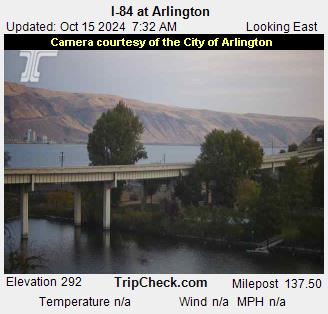 I-84 at Arlington
Updated: Oct 15 2024 7:32 AM Looking East
Camera courtesy of the City of Arlington
Elevation 292 TripCheck.com Milepost 137.50
Temperature n/a Wind n/a MPH n/a